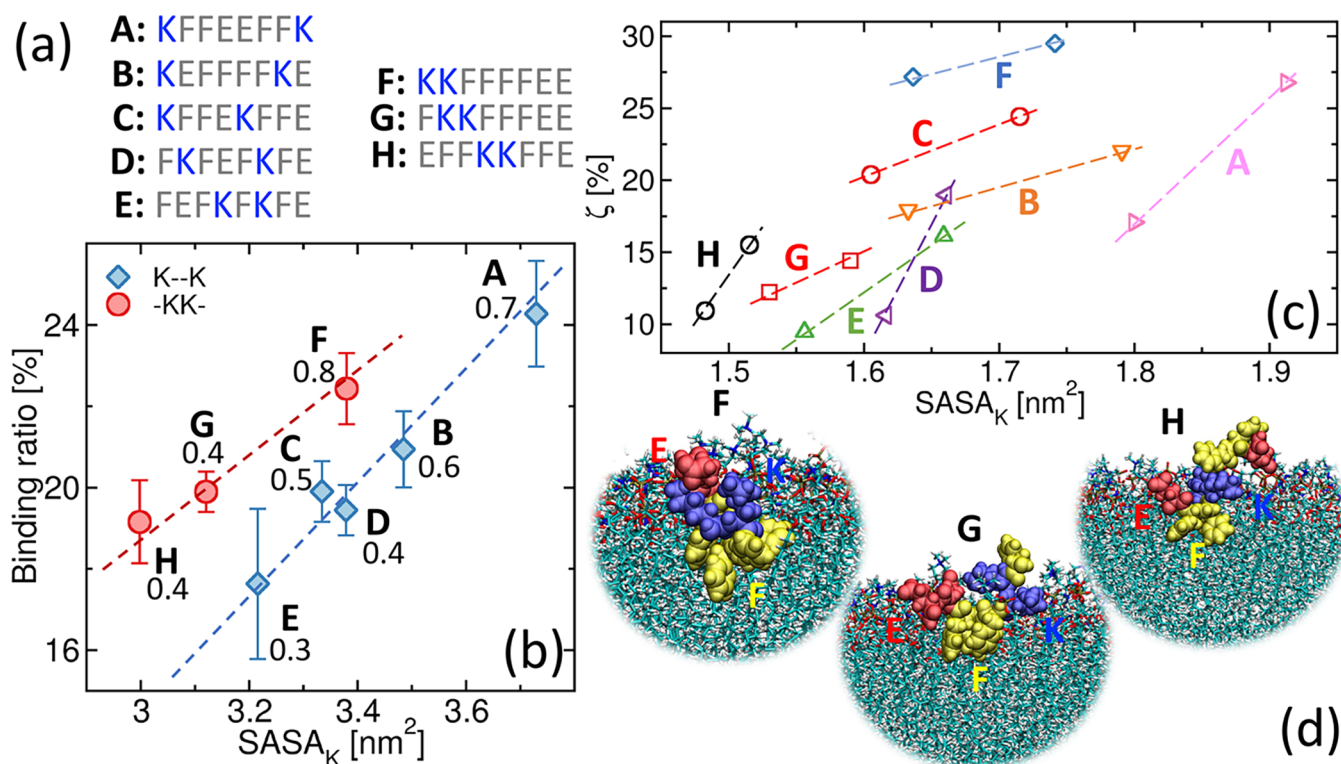 (a)
A: KFFEEFFK
B: KEFFFFKE
C: KFFEKFFE
D: FKFEFKFE
E: FEFKFKFE
F: KKFFFFEE
G: FKKFFFEE
H: EFFKKFFE
K--K
-KK-
A
0.7
F
0.8
G
0.4
C
0.5
B
0.6
D
0.4
H
0.4
E
0.3
24
20
16
Binding ratio [%]
3
3.2
3.4
3.6
SASAK [nm²]
(b)
30
25
20
15
10
ζ [%]
F
C
A
B
H
G
D
E
(c)
1.5
1.6
1.7
1.8
1.9
SASAK [nm²]
F
E
K
F
G
E
K
F
H
E
K
F
(d)